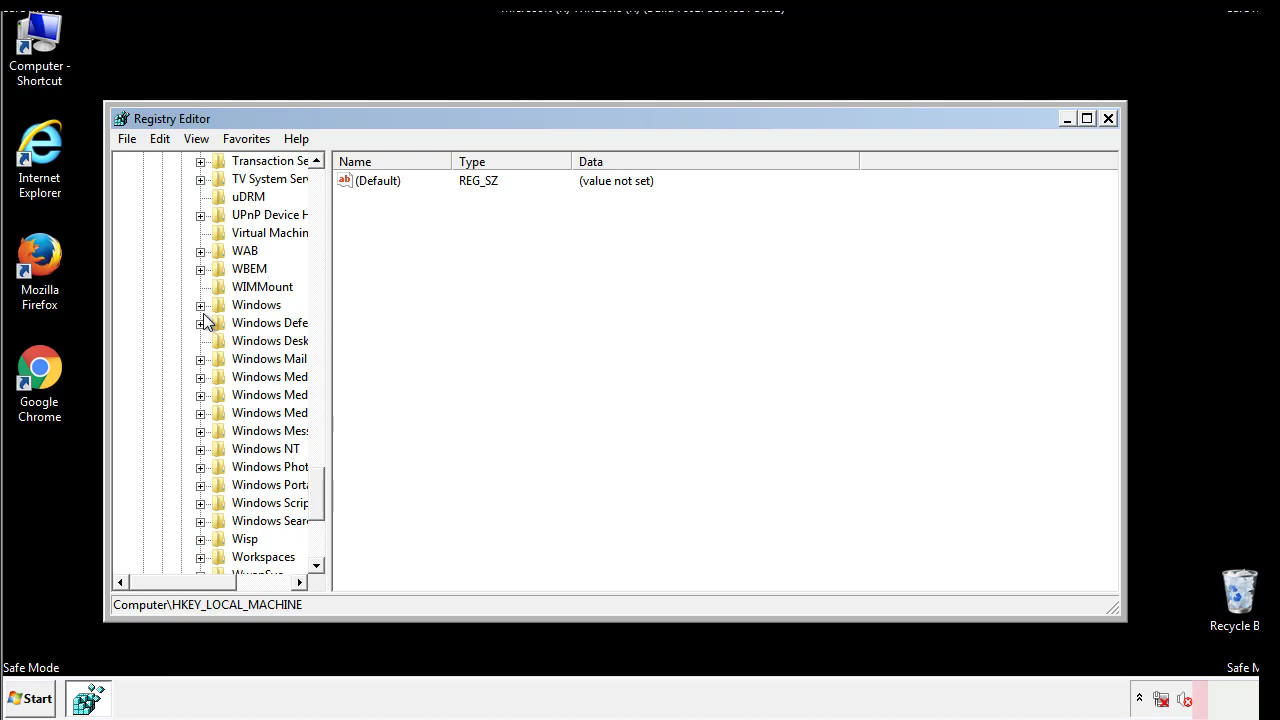 Computer -
Shortcut
Internet
Explorer
Mozilla
Firefox
Google
Chrome
Registry Editor
File Edit View Favorites Help
Transaction Se
TV System Serv
uDRM
UPnP Device H
Virtual Machin
WAB
WBEM
WIMMount
Windows
Windows Defe
Windows Desk
Windows Mail
Windows Med
Windows Med
Windows Med
Windows Mess
Windows NT
Windows Phot
Windows Porta
Windows Scrip
Windows Sear
Wisp
Workspaces
Name Type Data
(Default) REG_SZ (value not set)
Computer\HKEY_LOCAL_MACHINE
Recycle B
Safe Mode
Safe M
Start